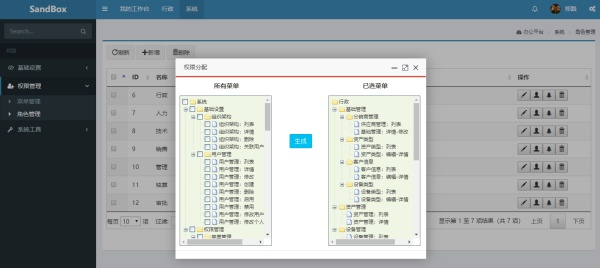 SandBox
我的工作台 行政 系统
Search...
办公平台 系统 角色管理
刷新 新增 删除
基础设置
权限管理
菜单管理
角色管理
系统工具
ID 名称 操作
6 行政
7 人力
8 技术
9 销售
10 管理
11 核算
12 审批
每页 10 项 过滤:
显示第 1 至 7 项结果（共 7 项） 上页 1 下页
权限分配
所有菜单
系统
基础设置
组织架构
组织架构: 列表
组织架构: 详情
组织架构: 删除
组织架构: 关联用户
用户管理
用户管理: 列表
用户管理: 详情
用户管理: 修改
用户管理: 创建
用户管理: 删除
用户管理: 启用
用户管理: 禁用
用户管理: 修改用户
用户管理: 修改个人
权限管理
菜单管理
生成
已选菜单
行政
基础管理
分销商管理
供应商管理: 列表
基础管理: 详情-修改
资产类型
资产类型: 列表
资产类型: 编辑-详情
客户信息
客户信息: 列表
客户信息: 编辑-详情
设备类型
设备类型: 列表
设备类型: 编辑-详情
资产管理
资产管理: 列表
资产管理: 详情
设备管理
设备管理: 列表